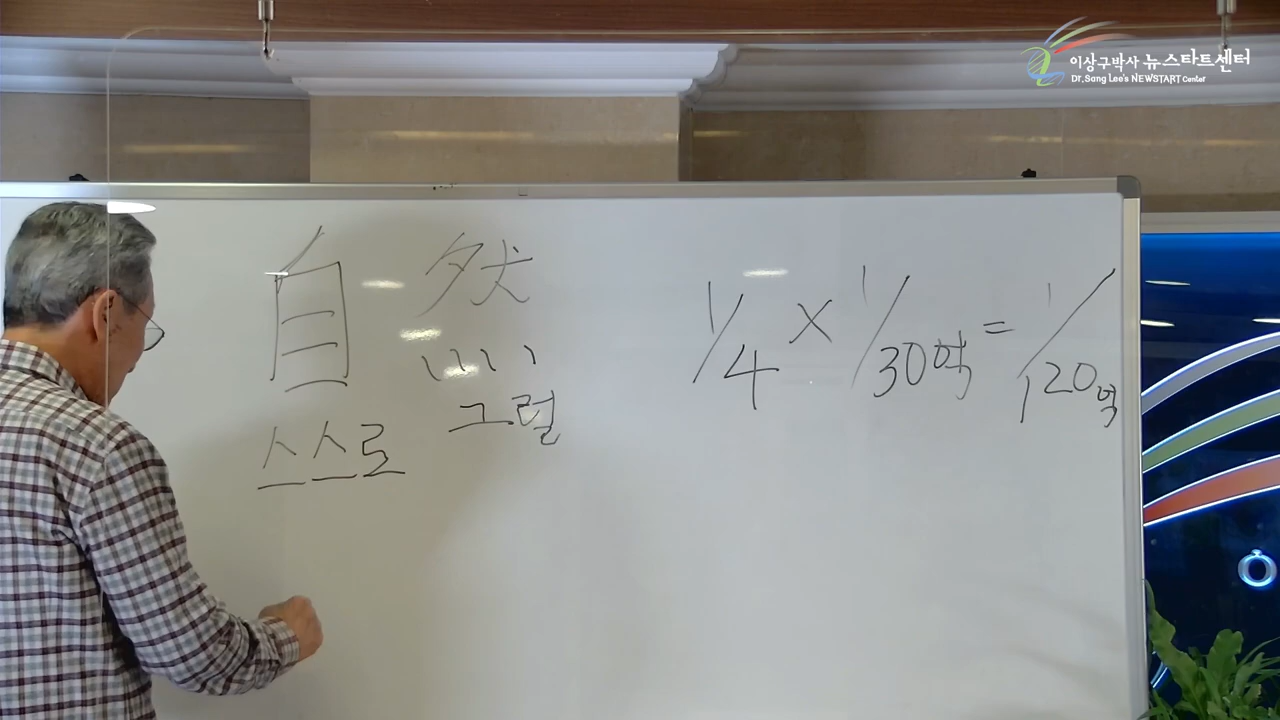 이상구박사 뉴스타트센터
Dr. Sang Lee's NEWSTART Center
自然
스스로 그럴
1/4 × 1/30억 = 1/120억